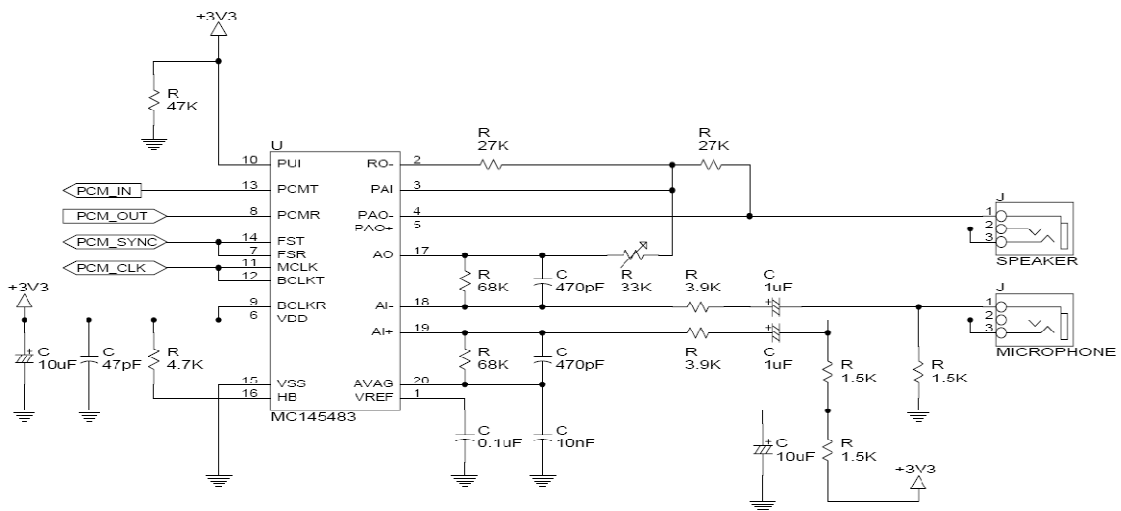 +3V3
R
47K
U
R
27K
R
27K
10 PUI RO- 2
PCM_IN 13 PCMT PAI 3
PCM_OUT 8 PCMR PAO- 4
PAO+ 5
PCM_SYNC 14 FST
7 FSR AO 17
PCM_CLK 11 MCLK
12 BCLKT
J
1
2
3
SPEAKER
R
68K
C
470pF
R
33K
R
3.9K
C
1uF
+3V3
9 BCLKR AI- 18
6 VDD
AI+ 19
J
1
2
3
MICROPHONE
C
10uF
C
47pF
R
4.7K
R
68K
C
470pF
R
3.9K
C
1uF
R
1.5K
R
1.5K
15 VSS AVAG 20
16 HB VREF 1
MC145483
C
0.1uF
C
10nF
C
10uF
R
1.5K
+3V3